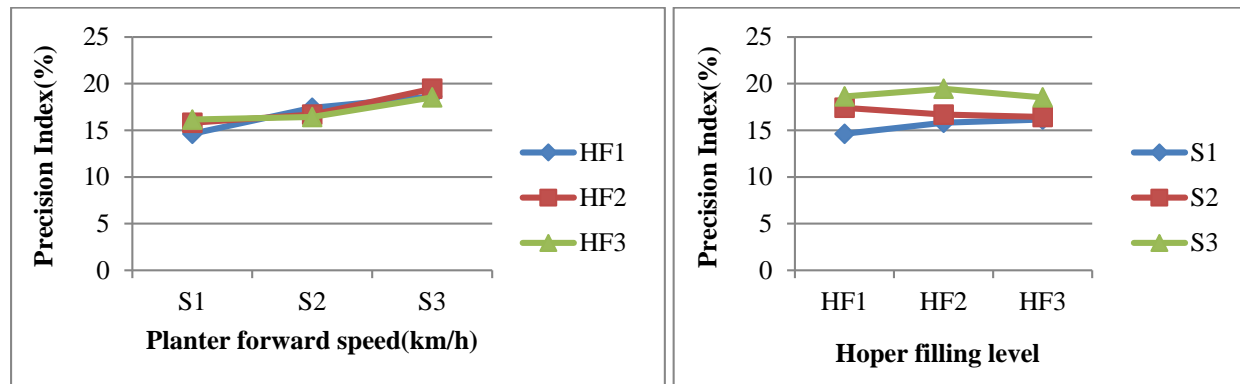 Precision Index(%)
25
20
15
10
5
0
S1 S2 S3
Planter forward speed(km/h)
HF1
HF2
HF3
Precision Index(%)
25
20
15
10
5
0
HF1 HF2 HF3
Hoper filling level
S1
S2
S3